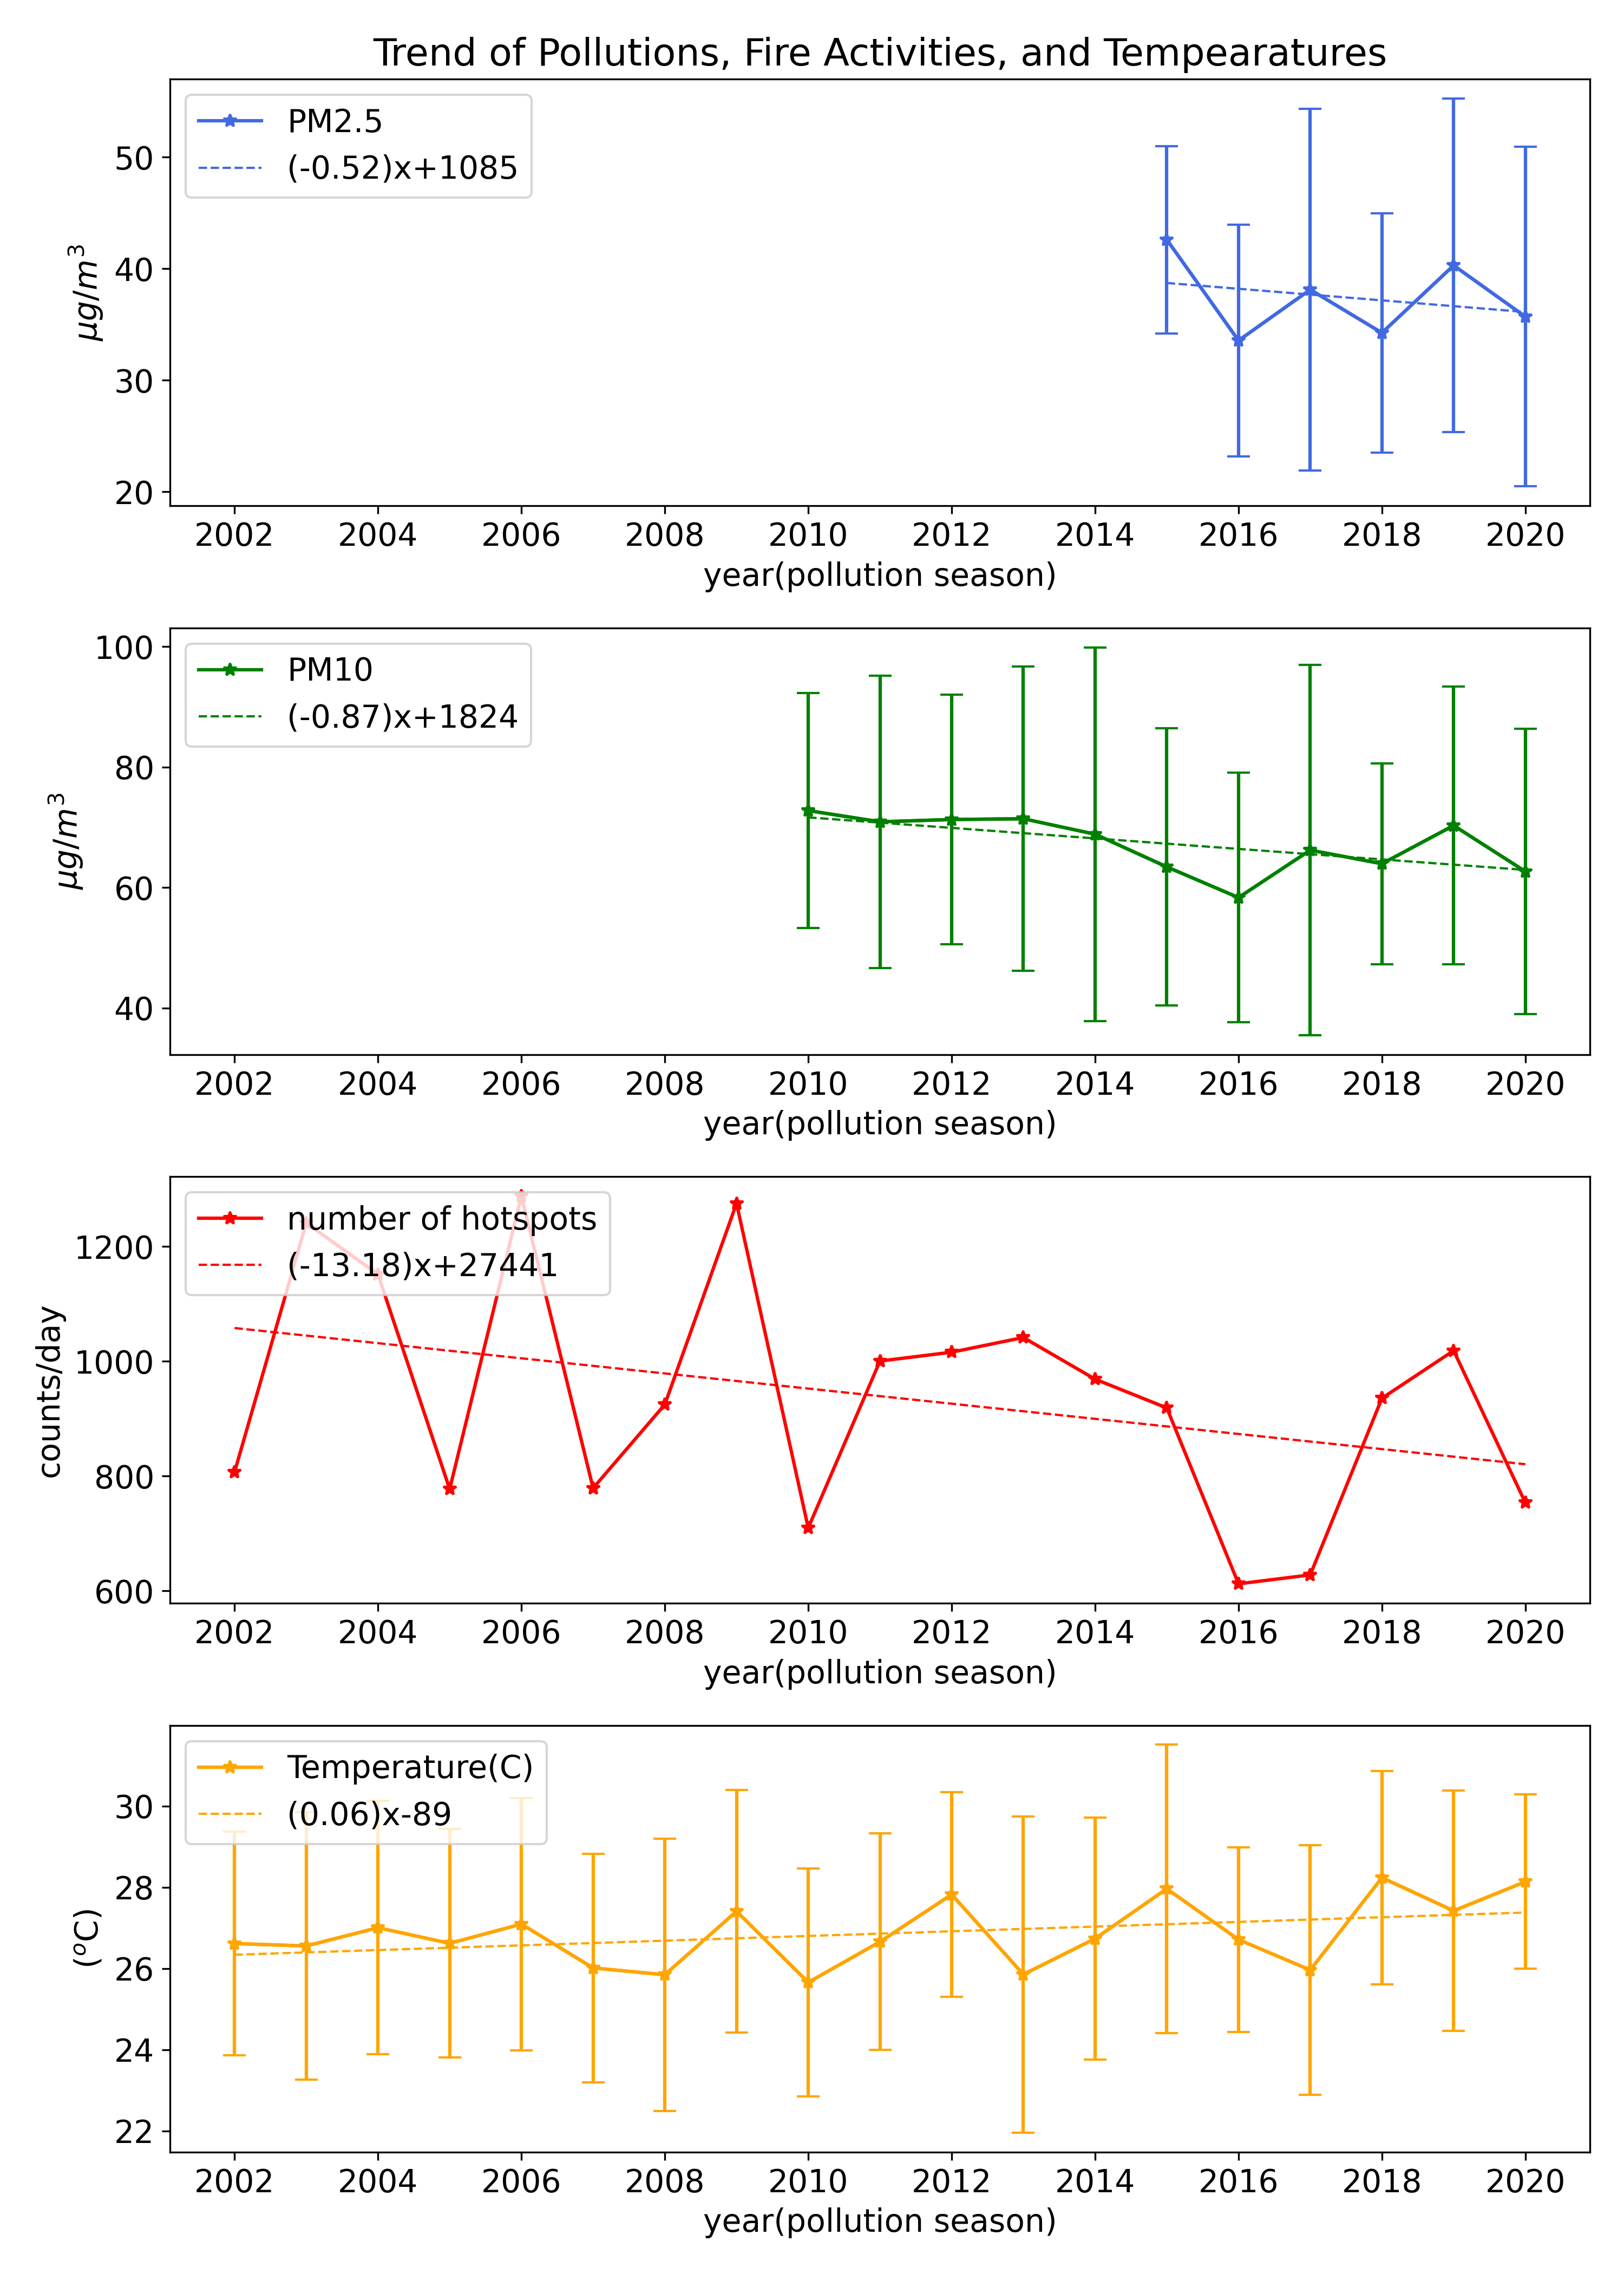 Trend of Pollutions, Fire Activities, and Tempearatures
PM2.5
(-0.52)x+1085
50
40
30
20
μg/m³
2002 2004 2006 2008 2010 2012 2014 2016 2018 2020
year(pollution season)
PM10
(-0.87)x+1824
100
80
60
40
μg/m³
2002 2004 2006 2008 2010 2012 2014 2016 2018 2020
year(pollution season)
number of hotspots
(-13.18)x+27441
1200
1000
800
600
counts/day
2002 2004 2006 2008 2010 2012 2014 2016 2018 2020
year(pollution season)
Temperature(C)
(0.06)x-89
30
28
26
24
22
(°C)
2002 2004 2006 2008 2010 2012 2014 2016 2018 2020
year(pollution season)